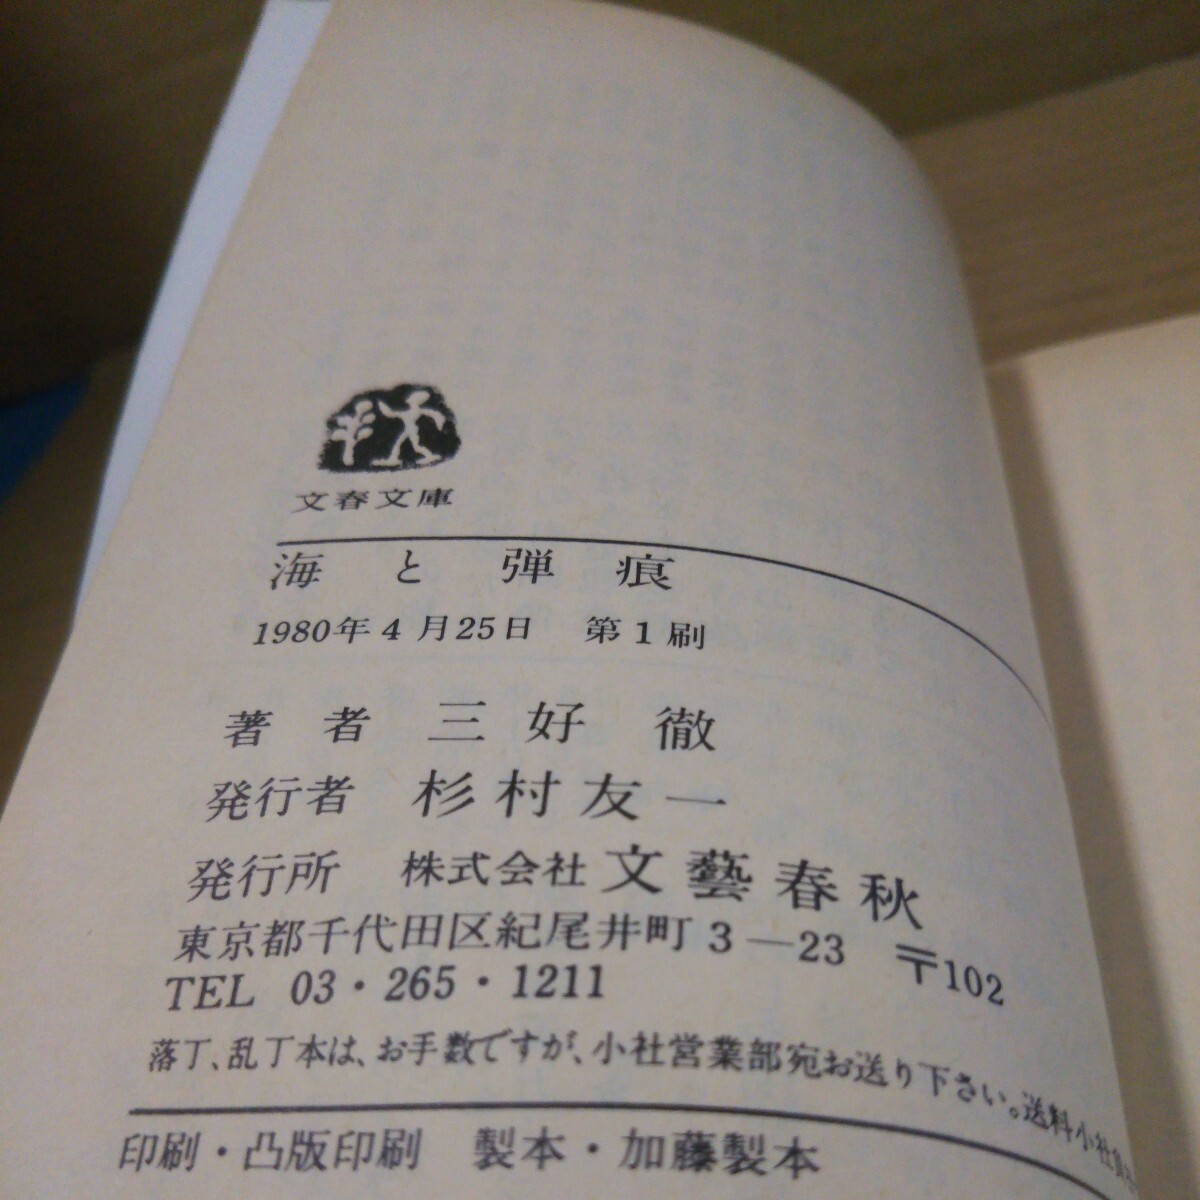 文春文庫
海と弾痕
1980年4月25日 第1刷
著者 三好徹
発行者 杉村友一
発行所 株式会社 文藝春秋
東京都千代田区紀尾井町3—23 〒102
TEL 03・265・1211
落丁、乱丁本は、お手数ですが、小社営業部宛お送り下さい。送料小社負
印刷・凸版印刷 製本・加藤製本